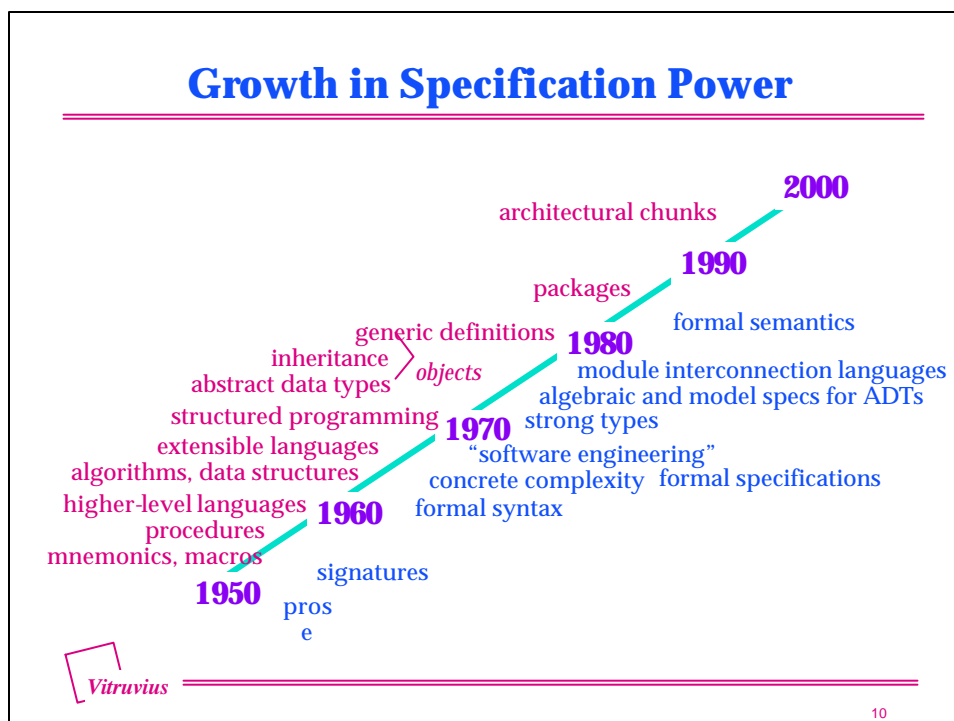 Growth in Specification Power
2000
architectural chunks
1990
packages
formal semantics
generic definitions
1980
inheritance
objects
module interconnection languages
abstract data types
algebraic and model specs for ADTs
structured programming
strong types
1970
extensible languages
“software engineering”
algorithms, data structures
concrete complexity
formal specifications
higher-level languages
1960
formal syntax
procedures
mnemonics, macros
signatures
1950
pros
e
Vitruvius
10